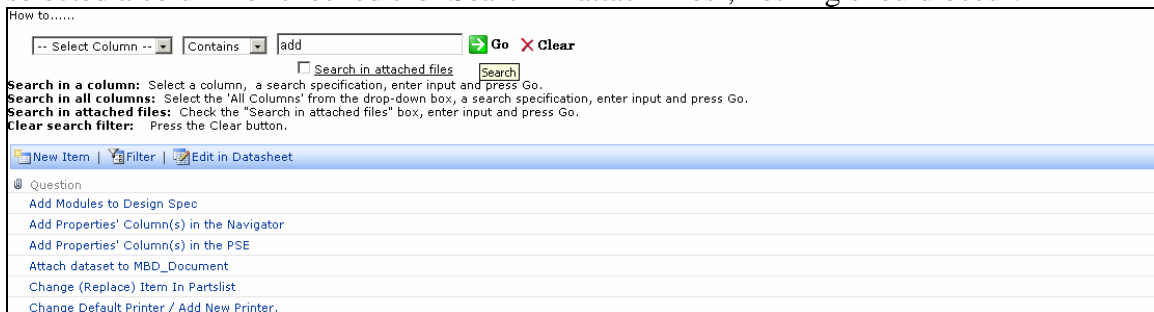 How to......
-- Select Column -- Contains add Go Clear
Search in attached files Search
Search in a column: Select a column, a search specification, enter input and press Go.
Search in all columns: Select the 'All Columns' from the drop-down box, a search specification, enter input and press Go.
Search in attached files: Check the "Search in attached files" box, enter input and press Go.
Clear search filter: Press the Clear button.
New Item | Filter | Edit in Datasheet
Question
Add Modules to Design Spec
Add Properties' Column(s) in the Navigator
Add Properties' Column(s) in the PSE
Attach dataset to MBD_Document
Change (Replace) Item In Partslist
Change Default Printer / Add New Printer.